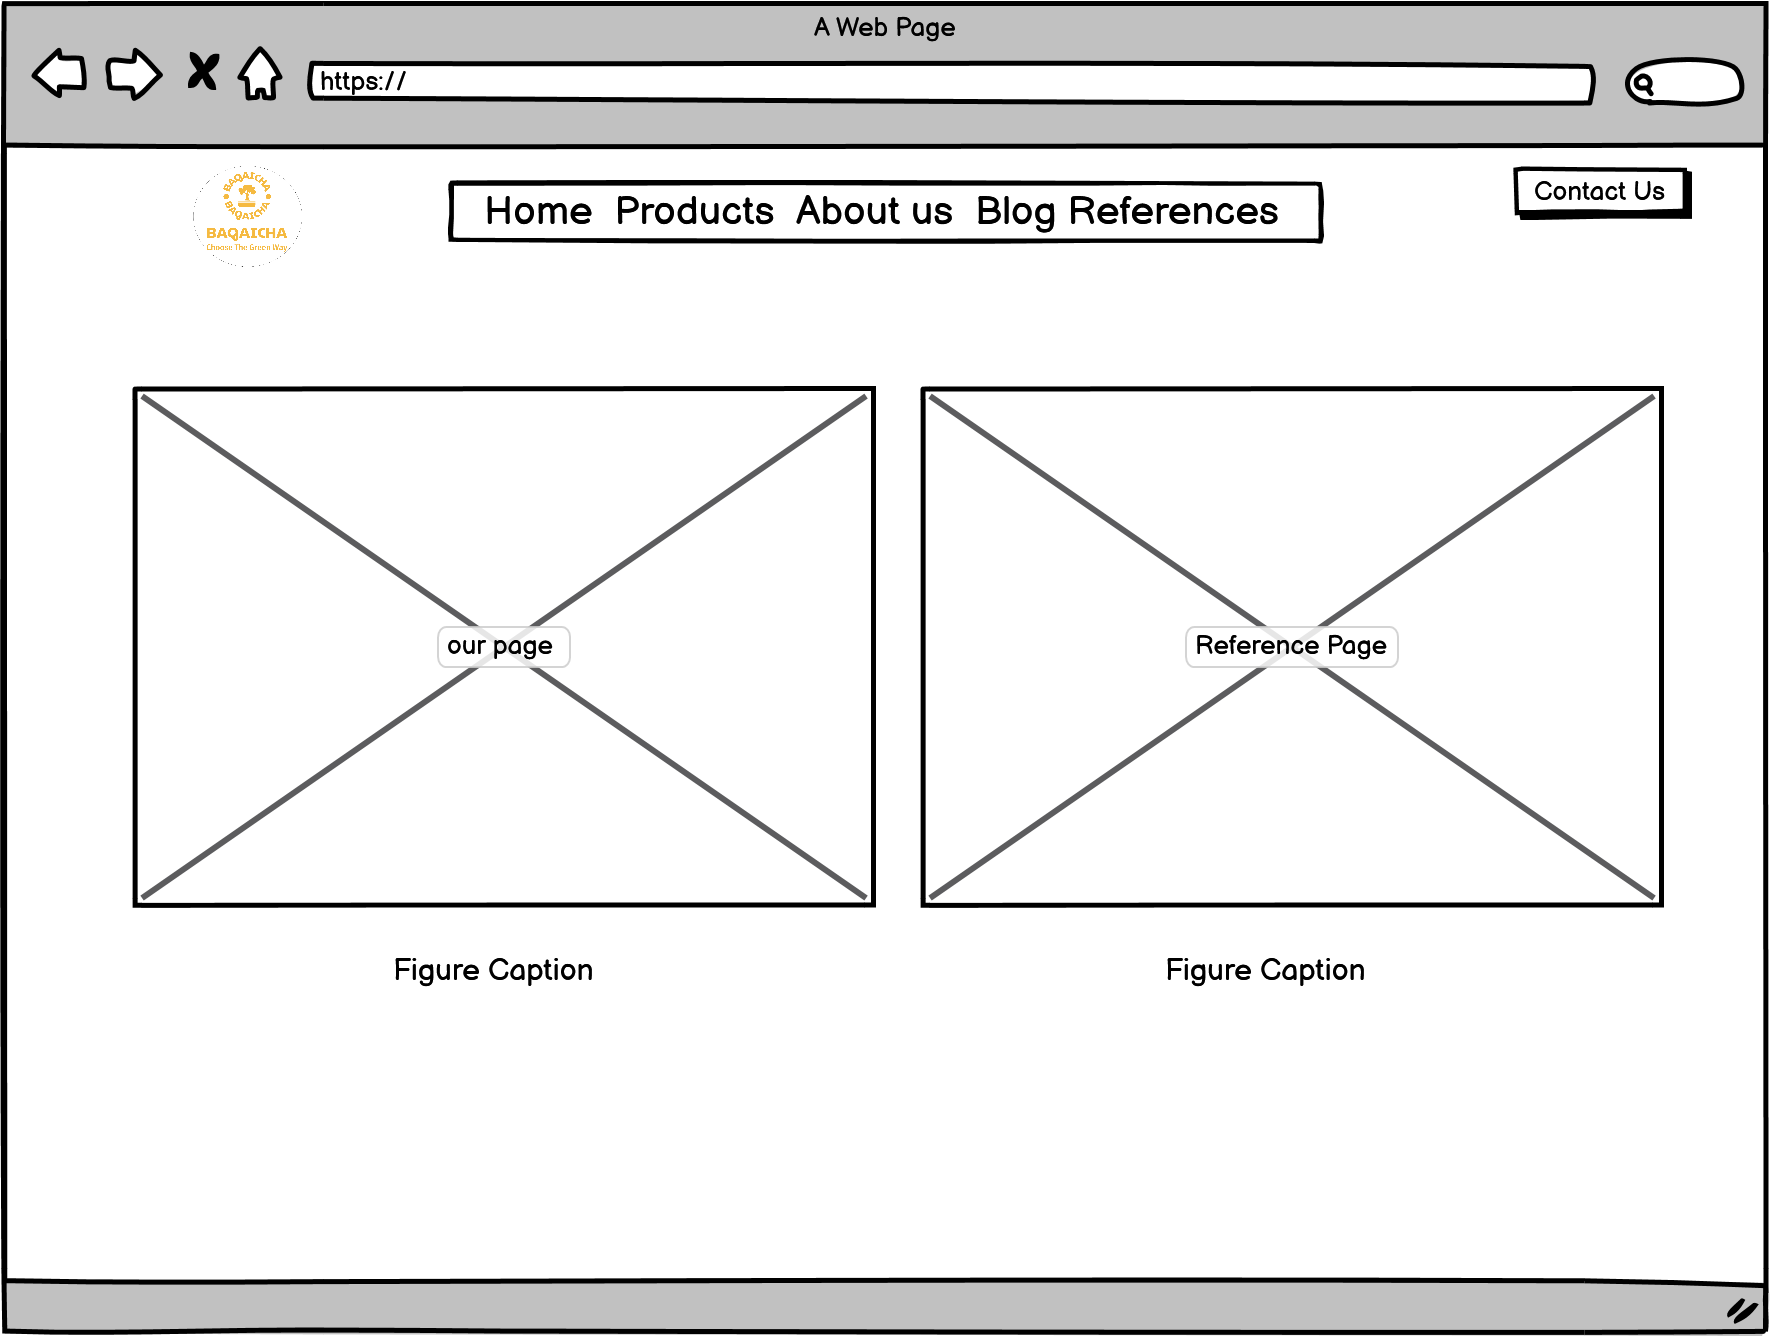 A Web Page
https://
BAQAICHA
BAQAICHA
BAQAICHA
Choose The Green Way
Home Products About us Blog References
Contact Us
our page
Reference Page
Figure Caption
Figure Caption